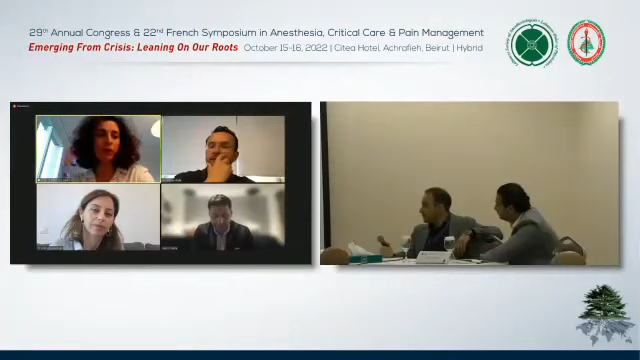 29th Annual Congress & 22nd French Symposium in Anesthesia, Critical Care & Pain Management
Emerging From Crisis: Leaning On Our Roots October 15-16, 2022 | Citea Hotel, Achrafieh, Beirut | Hybrid